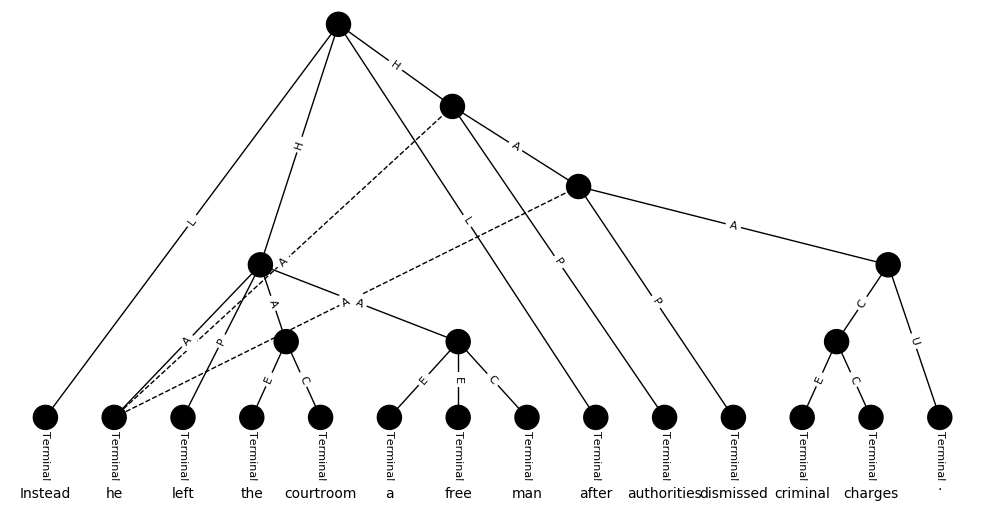 H
H
A
L
L
A
A
P
A
A
A
P
A
P
C
U
E
C
E
E
C
E
C
Terminal Terminal Terminal Terminal Terminal Terminal Terminal Terminal Terminal Terminal Terminal Terminal Terminal Terminal
Instead he left the courtroom a free man after authorities dismissed criminal charges .